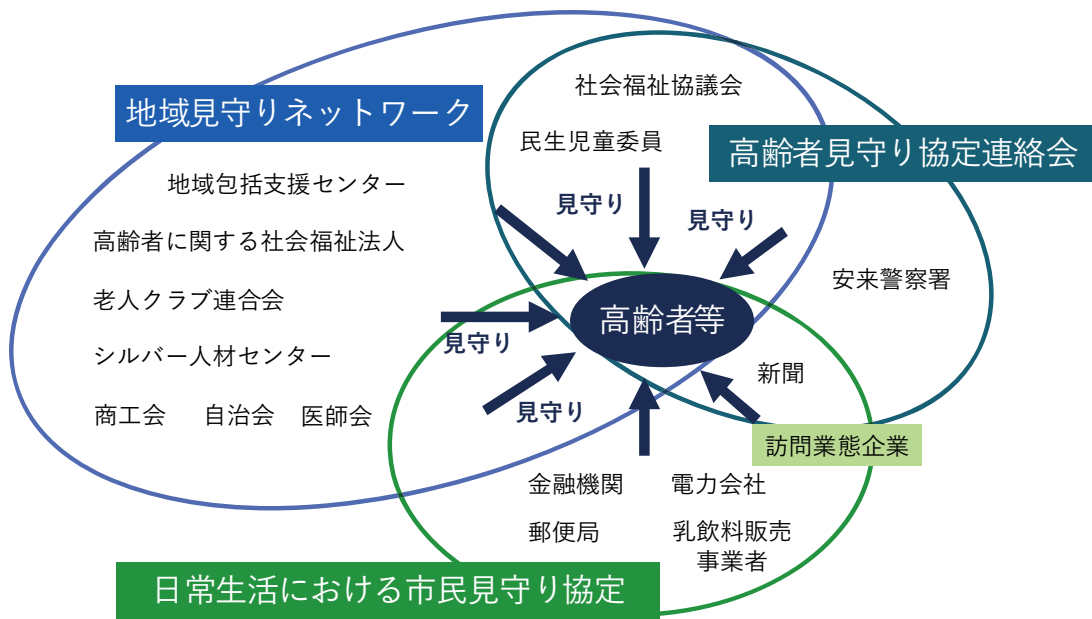 社会福祉協議会
地域見守りネットワーク
民生児童委員
高齢者見守り協定連絡会
地域包括支援センター
見守り
見守り
高齢者に関する社会福祉法人
安来警察署
老人クラブ連合会
高齢者等
見守り
シルバー人材センター
新聞
商工会 自治会 医師会
見守り
訪問業態企業
金融機関 電力会社
郵便局 乳飲料販売
事業者
日常生活における市民見守り協定